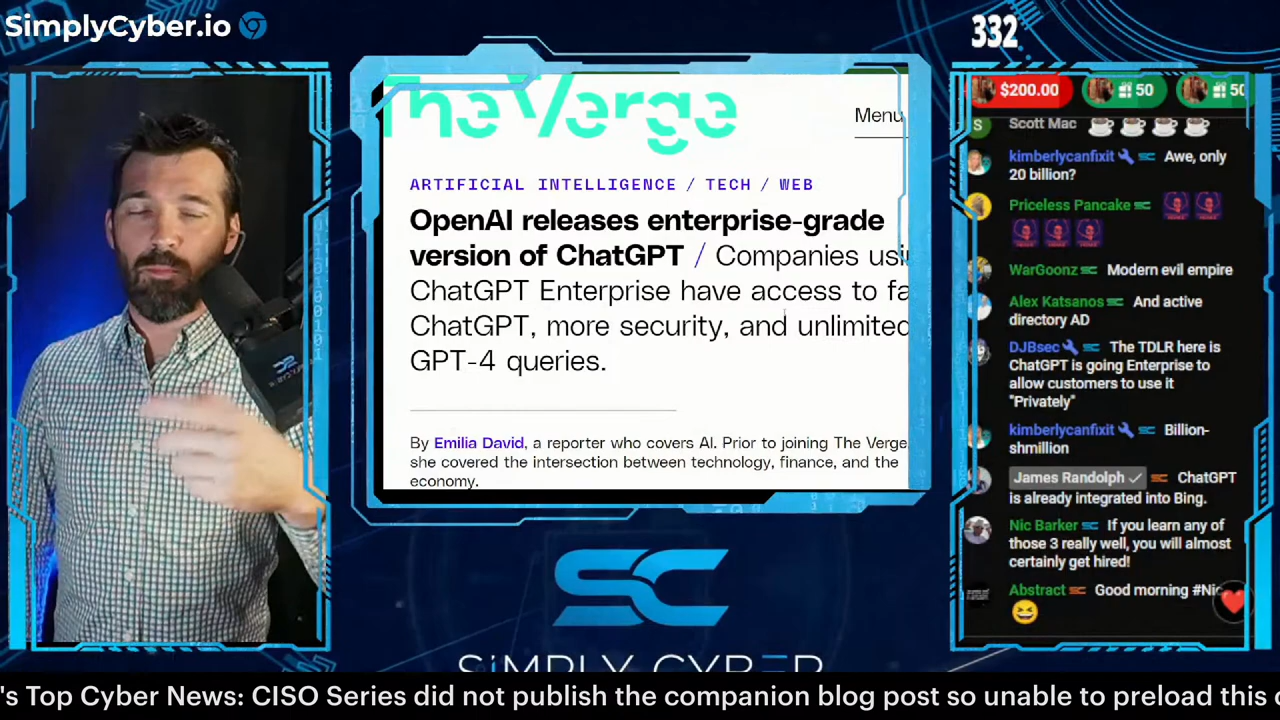 SimplyCyber.io
332
The Verge
Menu
ARTIFICIAL INTELLIGENCE / TECH / WEB
OpenAI releases enterprise-grade
version of ChatGPT / Companies usi
ChatGPT Enterprise have access to fa
ChatGPT, more security, and unlimited
GPT-4 queries.
By Emilia David, a reporter who covers AI. Prior to joining The Verge
she covered the intersection between technology, finance, and the
economy.
SC
SIMPLY CYBER
$200.00
50
50
S
Scott Mac
kimberlycanfixit Awe, only
20 billion?
Priceless Pancake
WarGoonz Modern evil empire
Alex Katsanos And active
directory AD
DJBsec The TDLR here is
ChatGPT is going Enterprise to
allow customers to use it
"Privately"
kimberlycanfixit Billion-
shmillion
James Randolph ChatGPT
is already integrated into Bing.
Nic Barker If you learn any of
those 3 really well, you will almost
certainly get hired!
Abstract Good morning #Nic
's Top Cyber News: CISO Series did not publish the companion blog post so unable to preload this